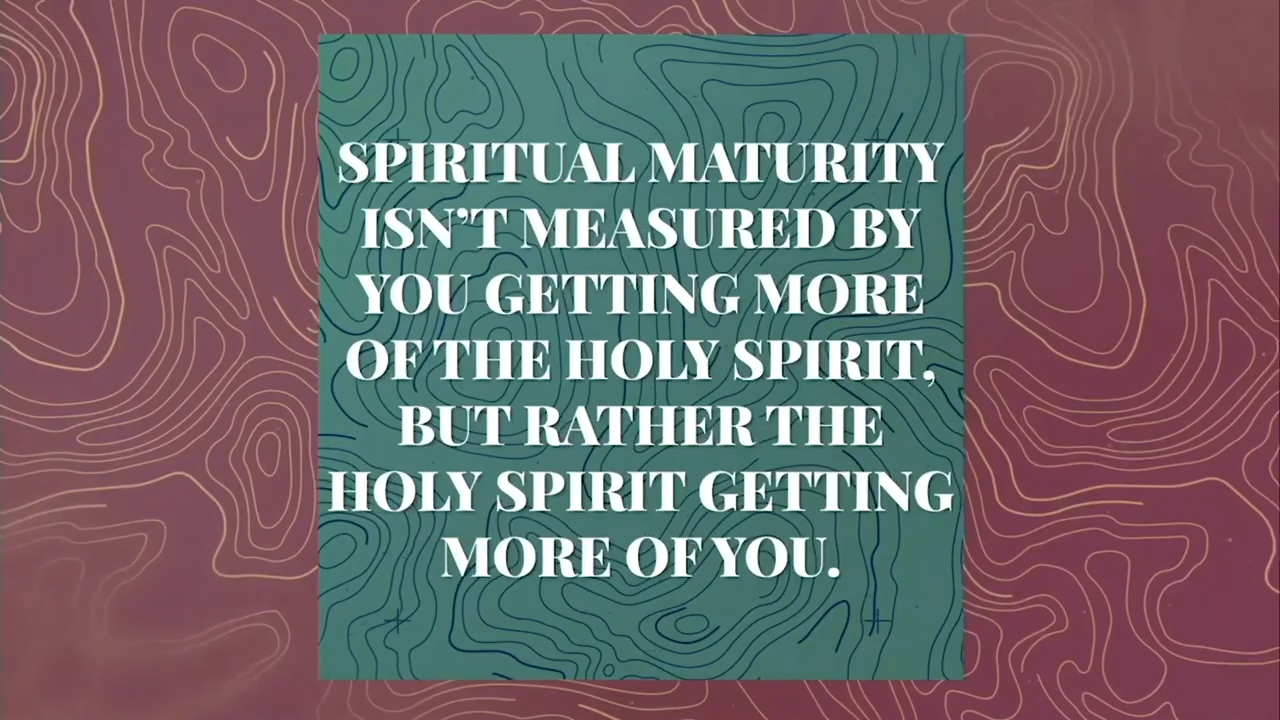 SPIRITUAL MATURITY
ISN’T MEASURED BY
YOU GETTING MORE
OF THE HOLY SPIRIT,
BUT RATHER THE
HOLY SPIRIT GETTING
MORE OF YOU.